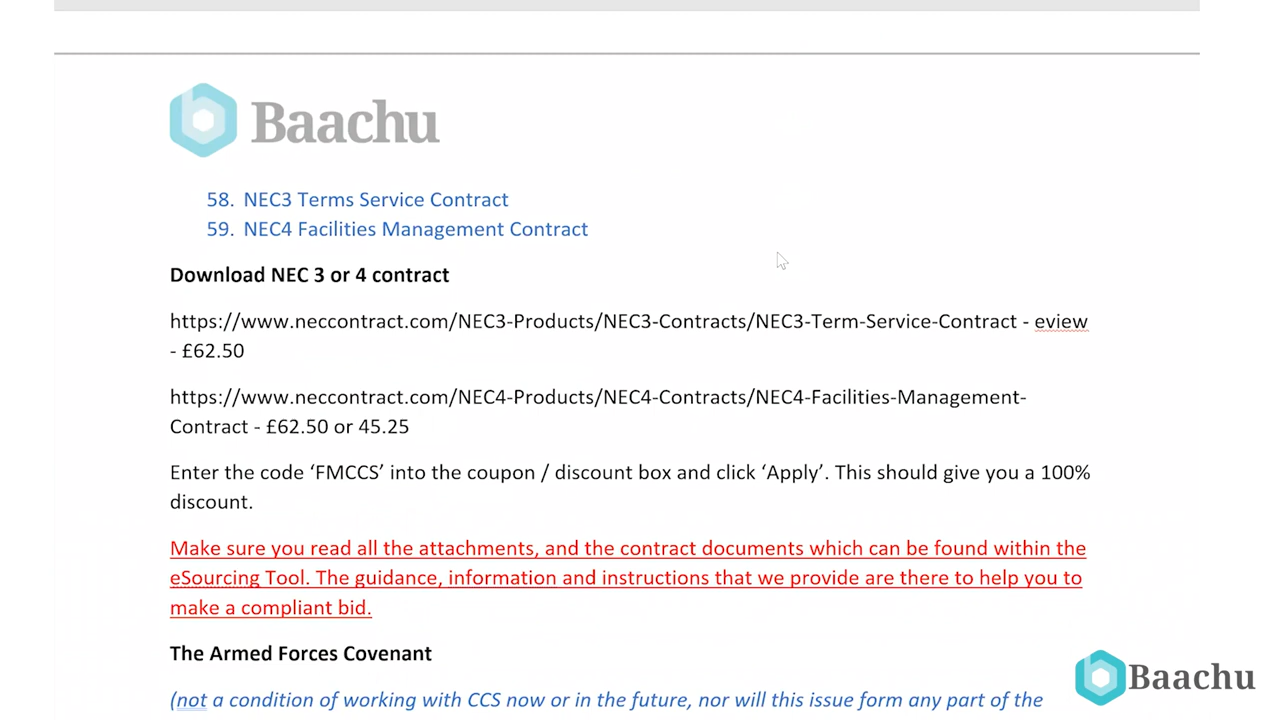 Baachu
58. NEC3 Terms Service Contract
59. NEC4 Facilities Management Contract
Download NEC 3 or 4 contract
https://www.neccontract.com/NEC3-Products/NEC3-Contracts/NEC3-Term-Service-Contract - eview
- £62.50
https://www.neccontract.com/NEC4-Products/NEC4-Contracts/NEC4-Facilities-Management-
Contract - £62.50 or 45.25
Enter the code ‘FMCCS’ into the coupon / discount box and click ‘Apply’. This should give you a 100%
discount.
Make sure you read all the attachments, and the contract documents which can be found within the
eSourcing Tool. The guidance, information and instructions that we provide are there to help you to
make a compliant bid.
The Armed Forces Covenant
(not a condition of working with CCS now or in the future, nor will this issue form any part of the
Baachu